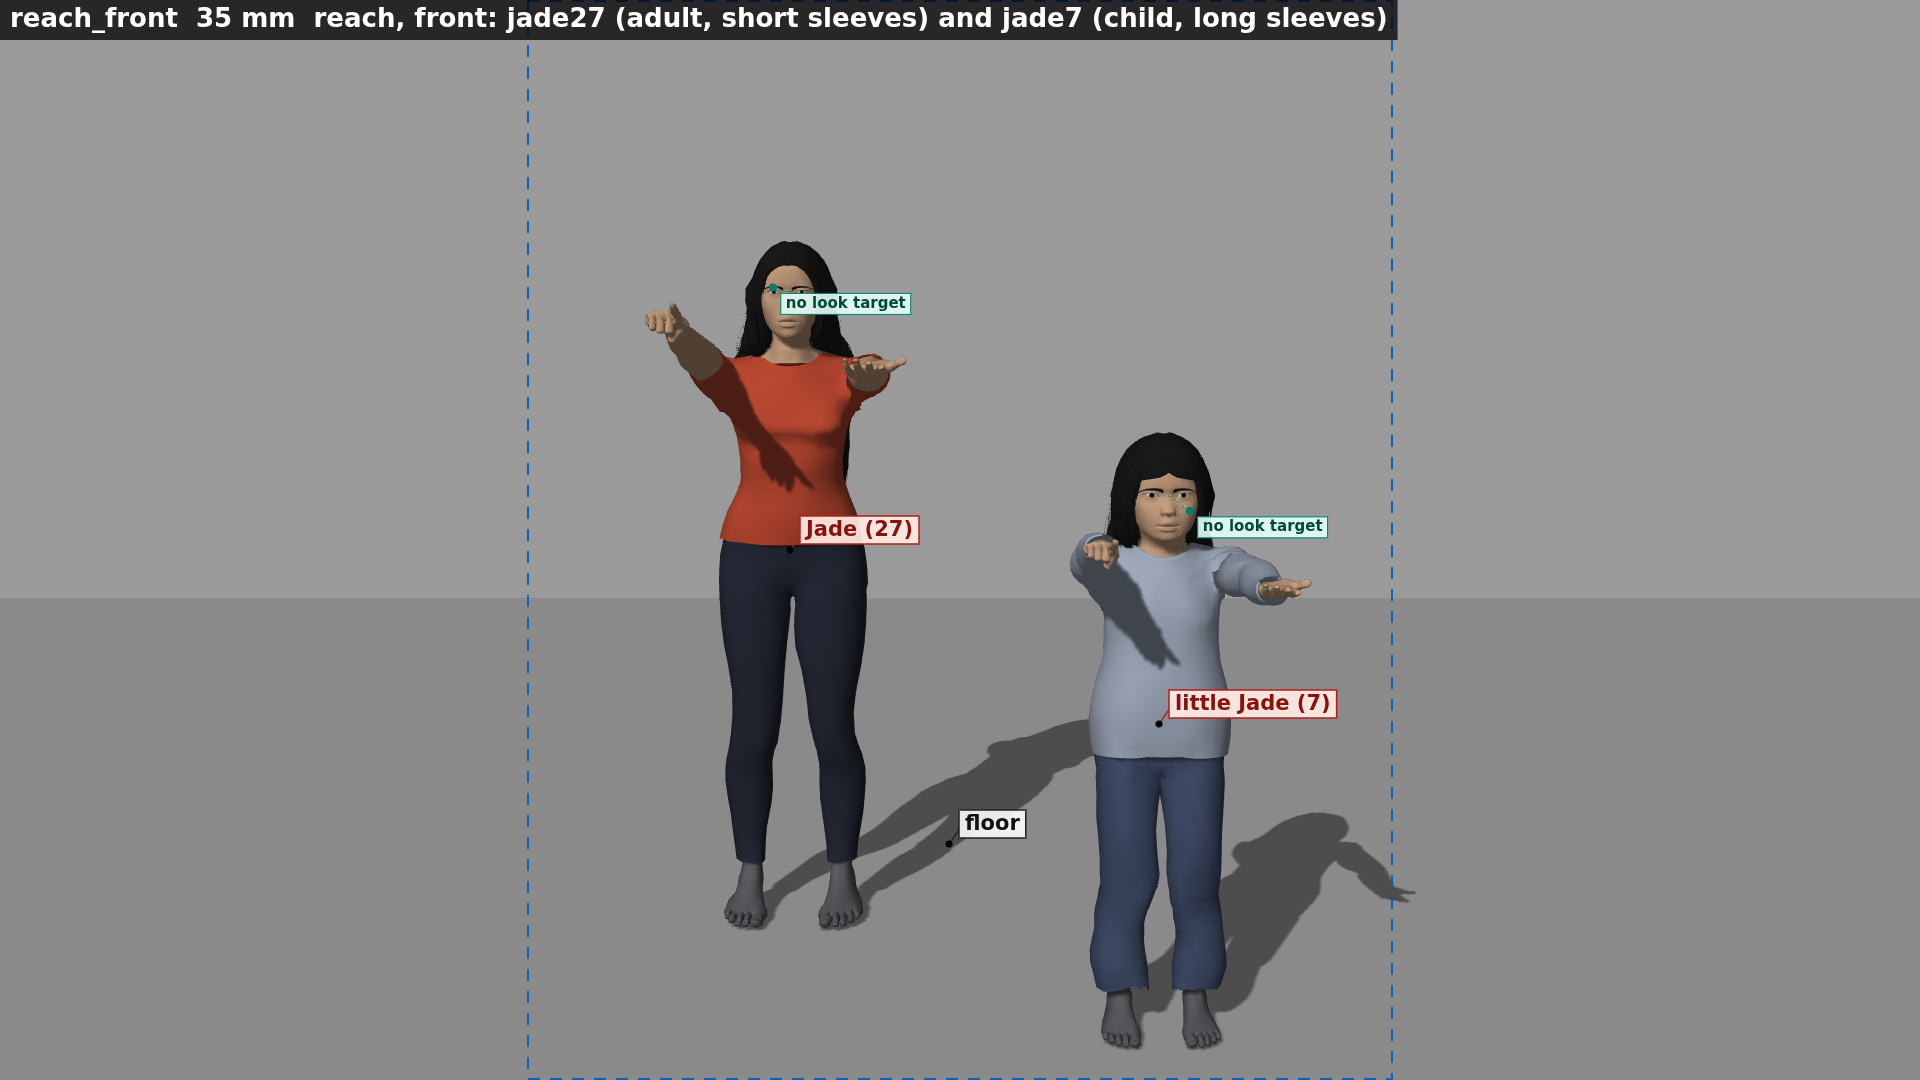 reach_front  35 mm  reach, front: jade27 (adult, short sleeves) and jade7 (child, long sleeves)
no look target
no look target
Jade (27)
little Jade (7)
floor